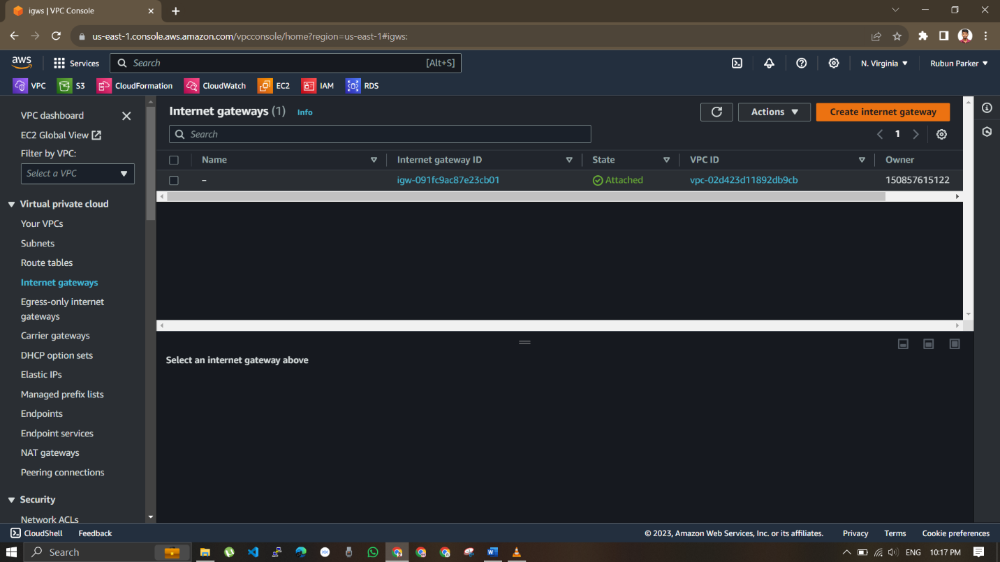 igws | VPC Console
us-east-1.console.aws.amazon.com/vpcconsole/home?region=us-east-1#igws:
aws
Services
Search
[Alt+S]
N. Virginia
Rubun Parker
VPC
S3
CloudFormation
CloudWatch
EC2
IAM
RDS
VPC dashboard
EC2 Global View
Filter by VPC:
Select a VPC
Virtual private cloud
Your VPCs
Subnets
Route tables
Internet gateways
Egress-only internet
gateways
Carrier gateways
DHCP option sets
Elastic IPs
Managed prefix lists
Endpoints
Endpoint services
NAT gateways
Peering connections
Security
Network ACLs
Internet gateways (1) Info
Actions
Create internet gateway
Search
1
Name Internet gateway ID State VPC ID Owner
– igw-091fc9ac87e23cb01 Attached vpc-02d423d11892db9cb 150857615122
Select an internet gateway above
CloudShell Feedback © 2023, Amazon Web Services, Inc. or its affiliates. Privacy Terms Cookie preferences
Search
ENG 10:17 PM